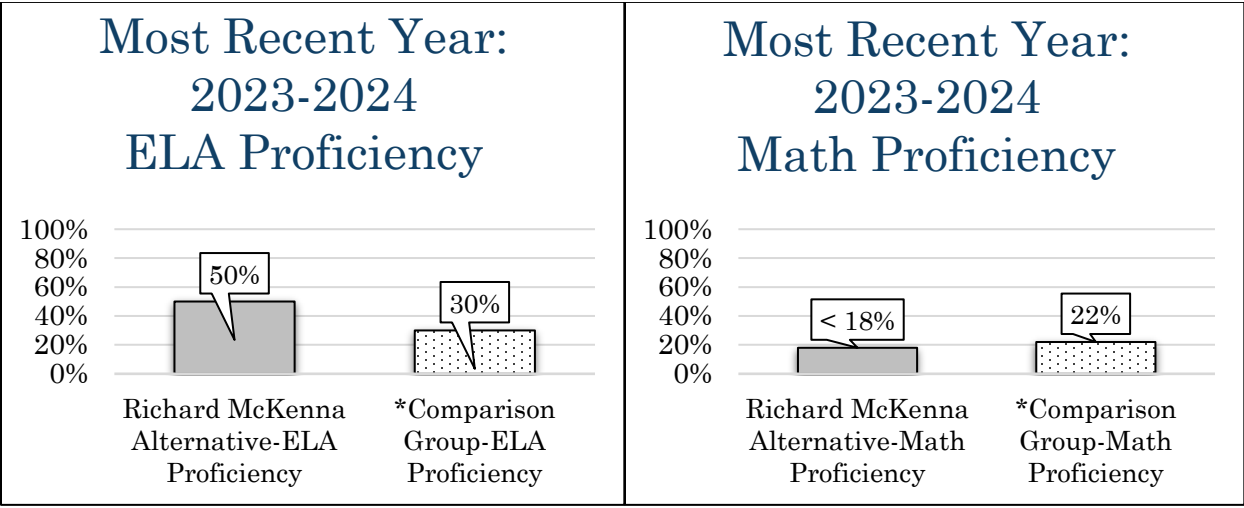 Most Recent Year:
2023-2024
ELA Proficiency
100%
80%
60%
40%
20%
0%
50%
30%
Richard McKenna
Alternative-ELA
Proficiency
*Comparison
Group-ELA
Proficiency
Most Recent Year:
2023-2024
Math Proficiency
100%
80%
60%
40%
20%
0%
< 18%
22%
Richard McKenna
Alternative-Math
Proficiency
*Comparison
Group-Math
Proficiency